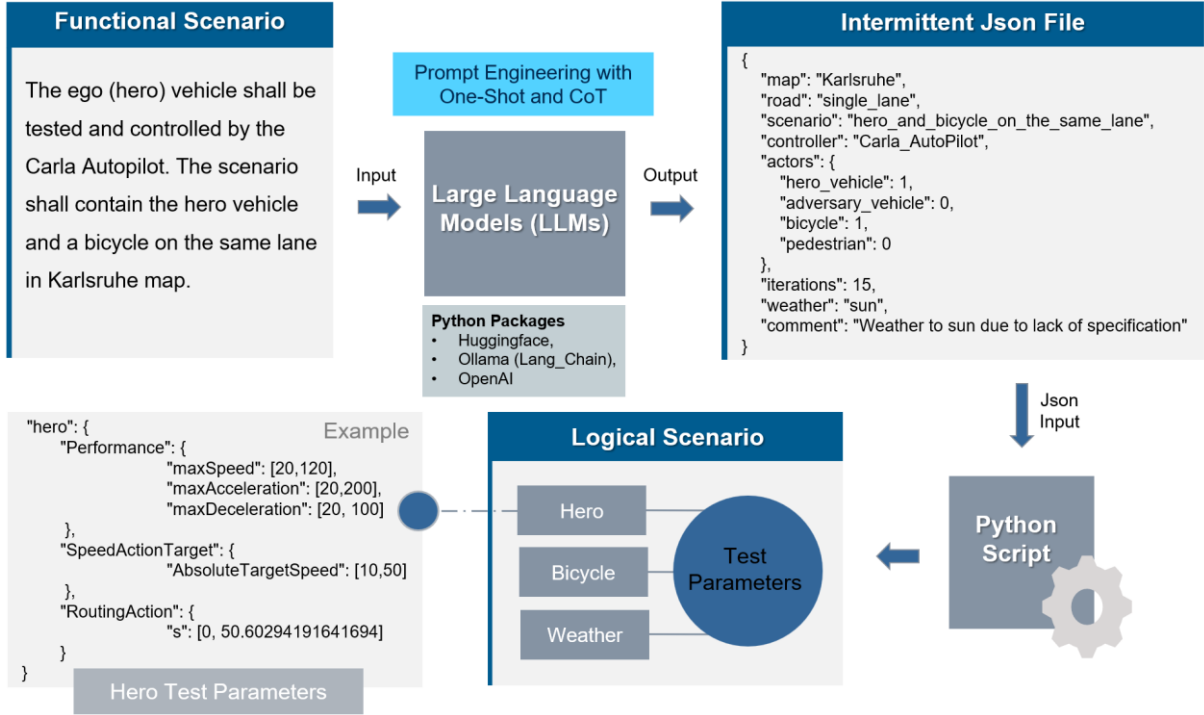 Functional Scenario
The ego (hero) vehicle shall be
tested and controlled by the
Carla Autopilot. The scenario
shall contain the hero vehicle
and a bicycle on the same lane
in Karlsruhe map.
Input
Prompt Engineering with
One-Shot and CoT
Large Language
Models (LLMs)
Python Packages
• Huggingface,
• Ollama (Lang_Chain),
• OpenAI
Output
Intermittent Json File
{
"map": "Karlsruhe",
"road": "single_lane",
"scenario": "hero_and_bicycle_on_the_same_lane",
"controller": "Carla_AutoPilot",
"actors": {
"hero_vehicle": 1,
"adversary_vehicle": 0,
"bicycle": 1,
"pedestrian": 0
},
"iterations": 15,
"weather": "sun",
"comment": "Weather to sun due to lack of specification"
}
Json
Input
Python
Script
Logical Scenario
Hero
Bicycle
Weather
Test
Parameters
Example
"hero": {
"Performance": {
"maxSpeed": [20,120],
"maxAcceleration": [20,200],
"maxDeceleration": [20, 100]
},
"SpeedActionTarget": {
"AbsoluteTargetSpeed": [10,50]
},
"RoutingAction": {
"s": [0, 50.60294191641694]
}
}
Hero Test Parameters